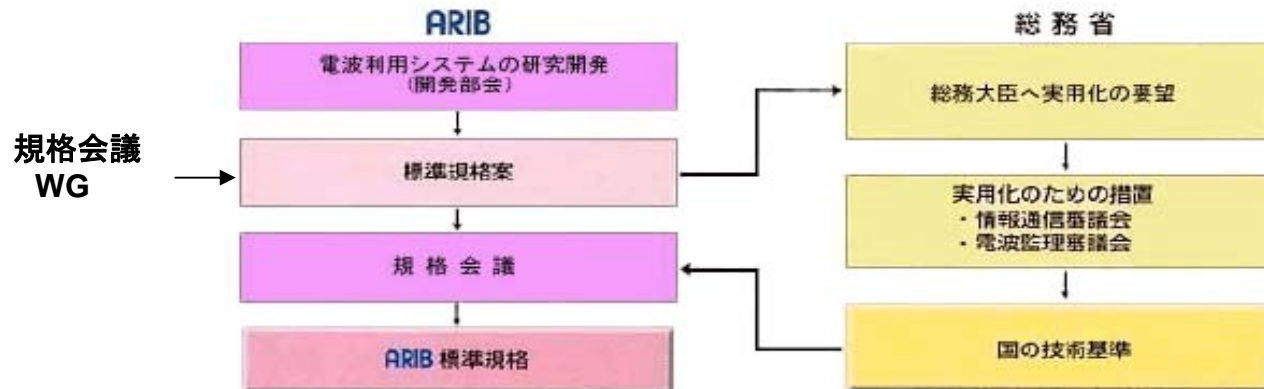 ARIB
電波利用システムの研究開発
(開発部会)
規格会議
WG
標準規格案
規格会議
ARIB 標準規格
総務省
総務大臣へ実用化の要望
実用化のための措置
・情報通信審議会
・電波監理審議会
国の技術基準